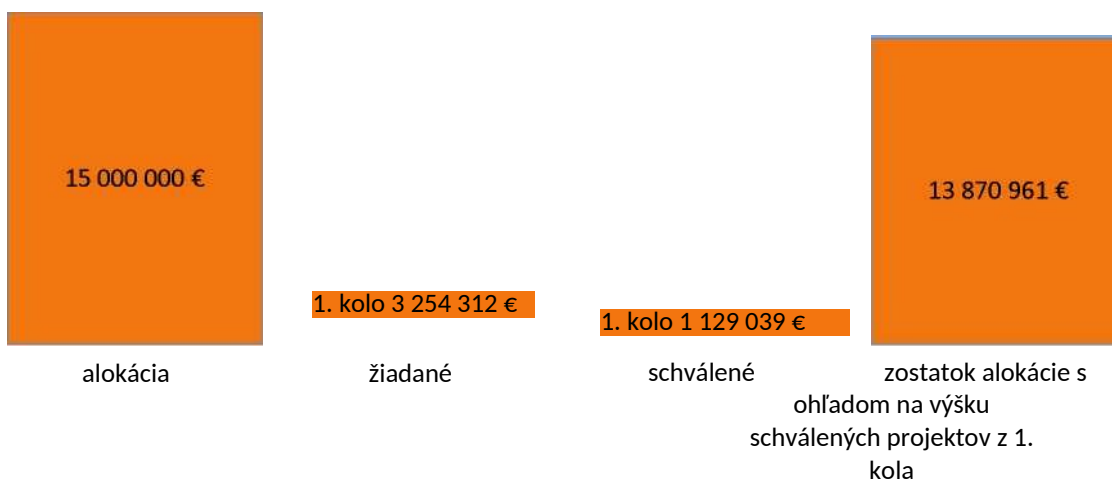 15 000 000 €
13 870 961 €
1. kolo 3 254 312 €
1. kolo 1 129 039 €
alokácia
žiadané
schválené
zostatok alokácie s
ohľadom na výšku
schválených projektov z 1.
kola